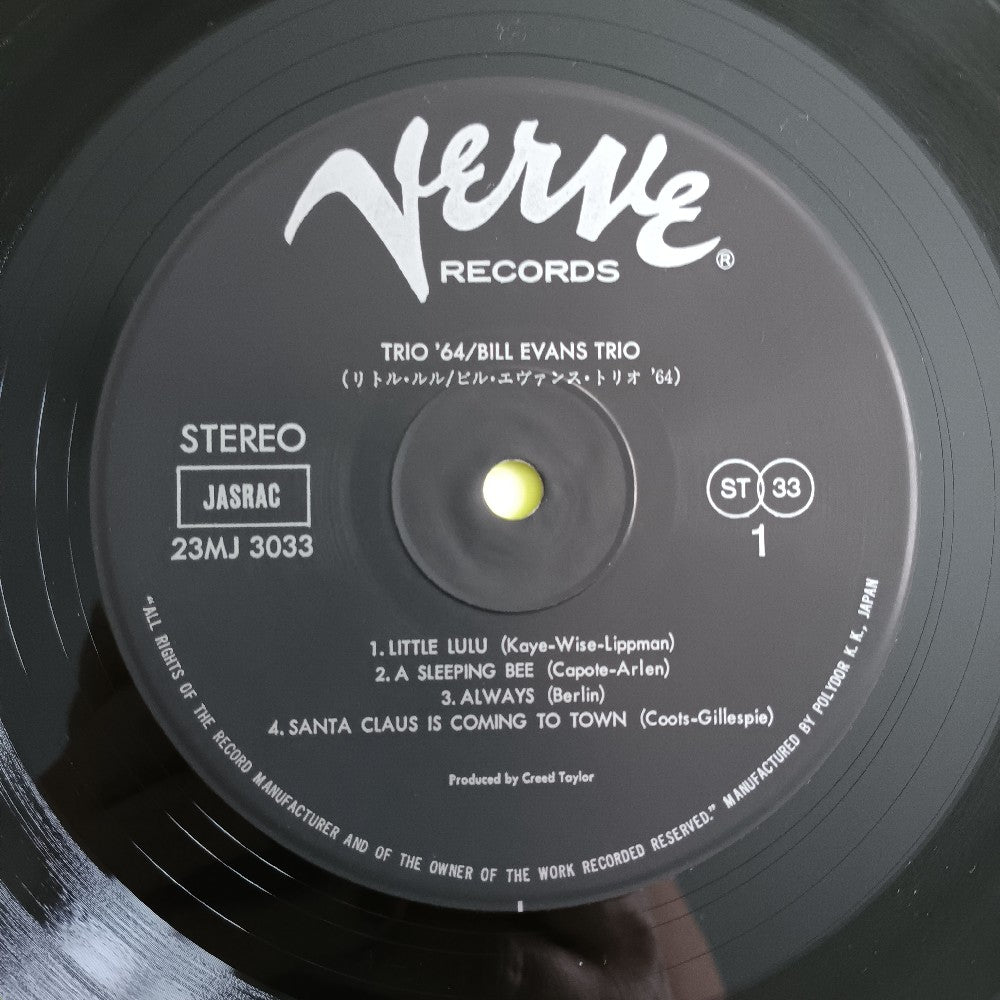 Verve
RECORDS ®
TRIO '64/BILL EVANS TRIO
(リトル・ルル/ビル・エヴァンス・トリオ '64)
STEREO
JASRAC
23MJ 3033
ST 33
1
1. LITTLE LULU (Kaye-Wise-Lippman)
2. A SLEEPING BEE (Capote-Arlen)
3. ALWAYS (Berlin)
4. SANTA CLAUS IS COMING TO TOWN (Coots-Gillespie)
Produced by Creed Taylor
"ALL RIGHTS OF THE RECORD MANUFACTURER AND OF THE OWNER OF THE WORK RECORDED RESERVED." MANUFACTURED BY POLYDOR K. K., JAPAN